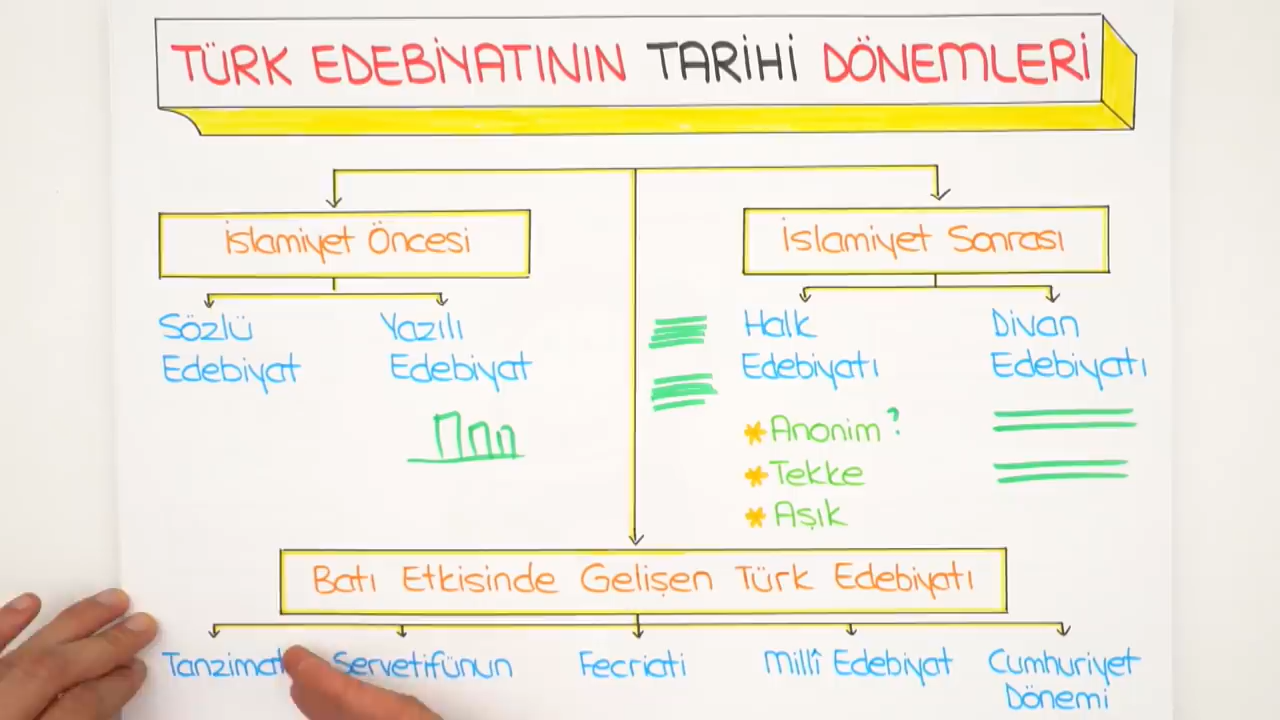 TÜRK EDEBİYATININ TARİHİ DÖNEMLERİ
İslamiyet Öncesi
İslamiyet Sonrası
Sözlü Edebiyat
Yazılı Edebiyat
Halk Edebiyatı
Divan Edebiyatı
* Anonim ?
* Tekke
* Aşık
Batı Etkisinde Gelişen Türk Edebiyatı
Tanzimat
Servetifünun
Fecriati
Millî Edebiyat
Cumhuriyet Dönemi